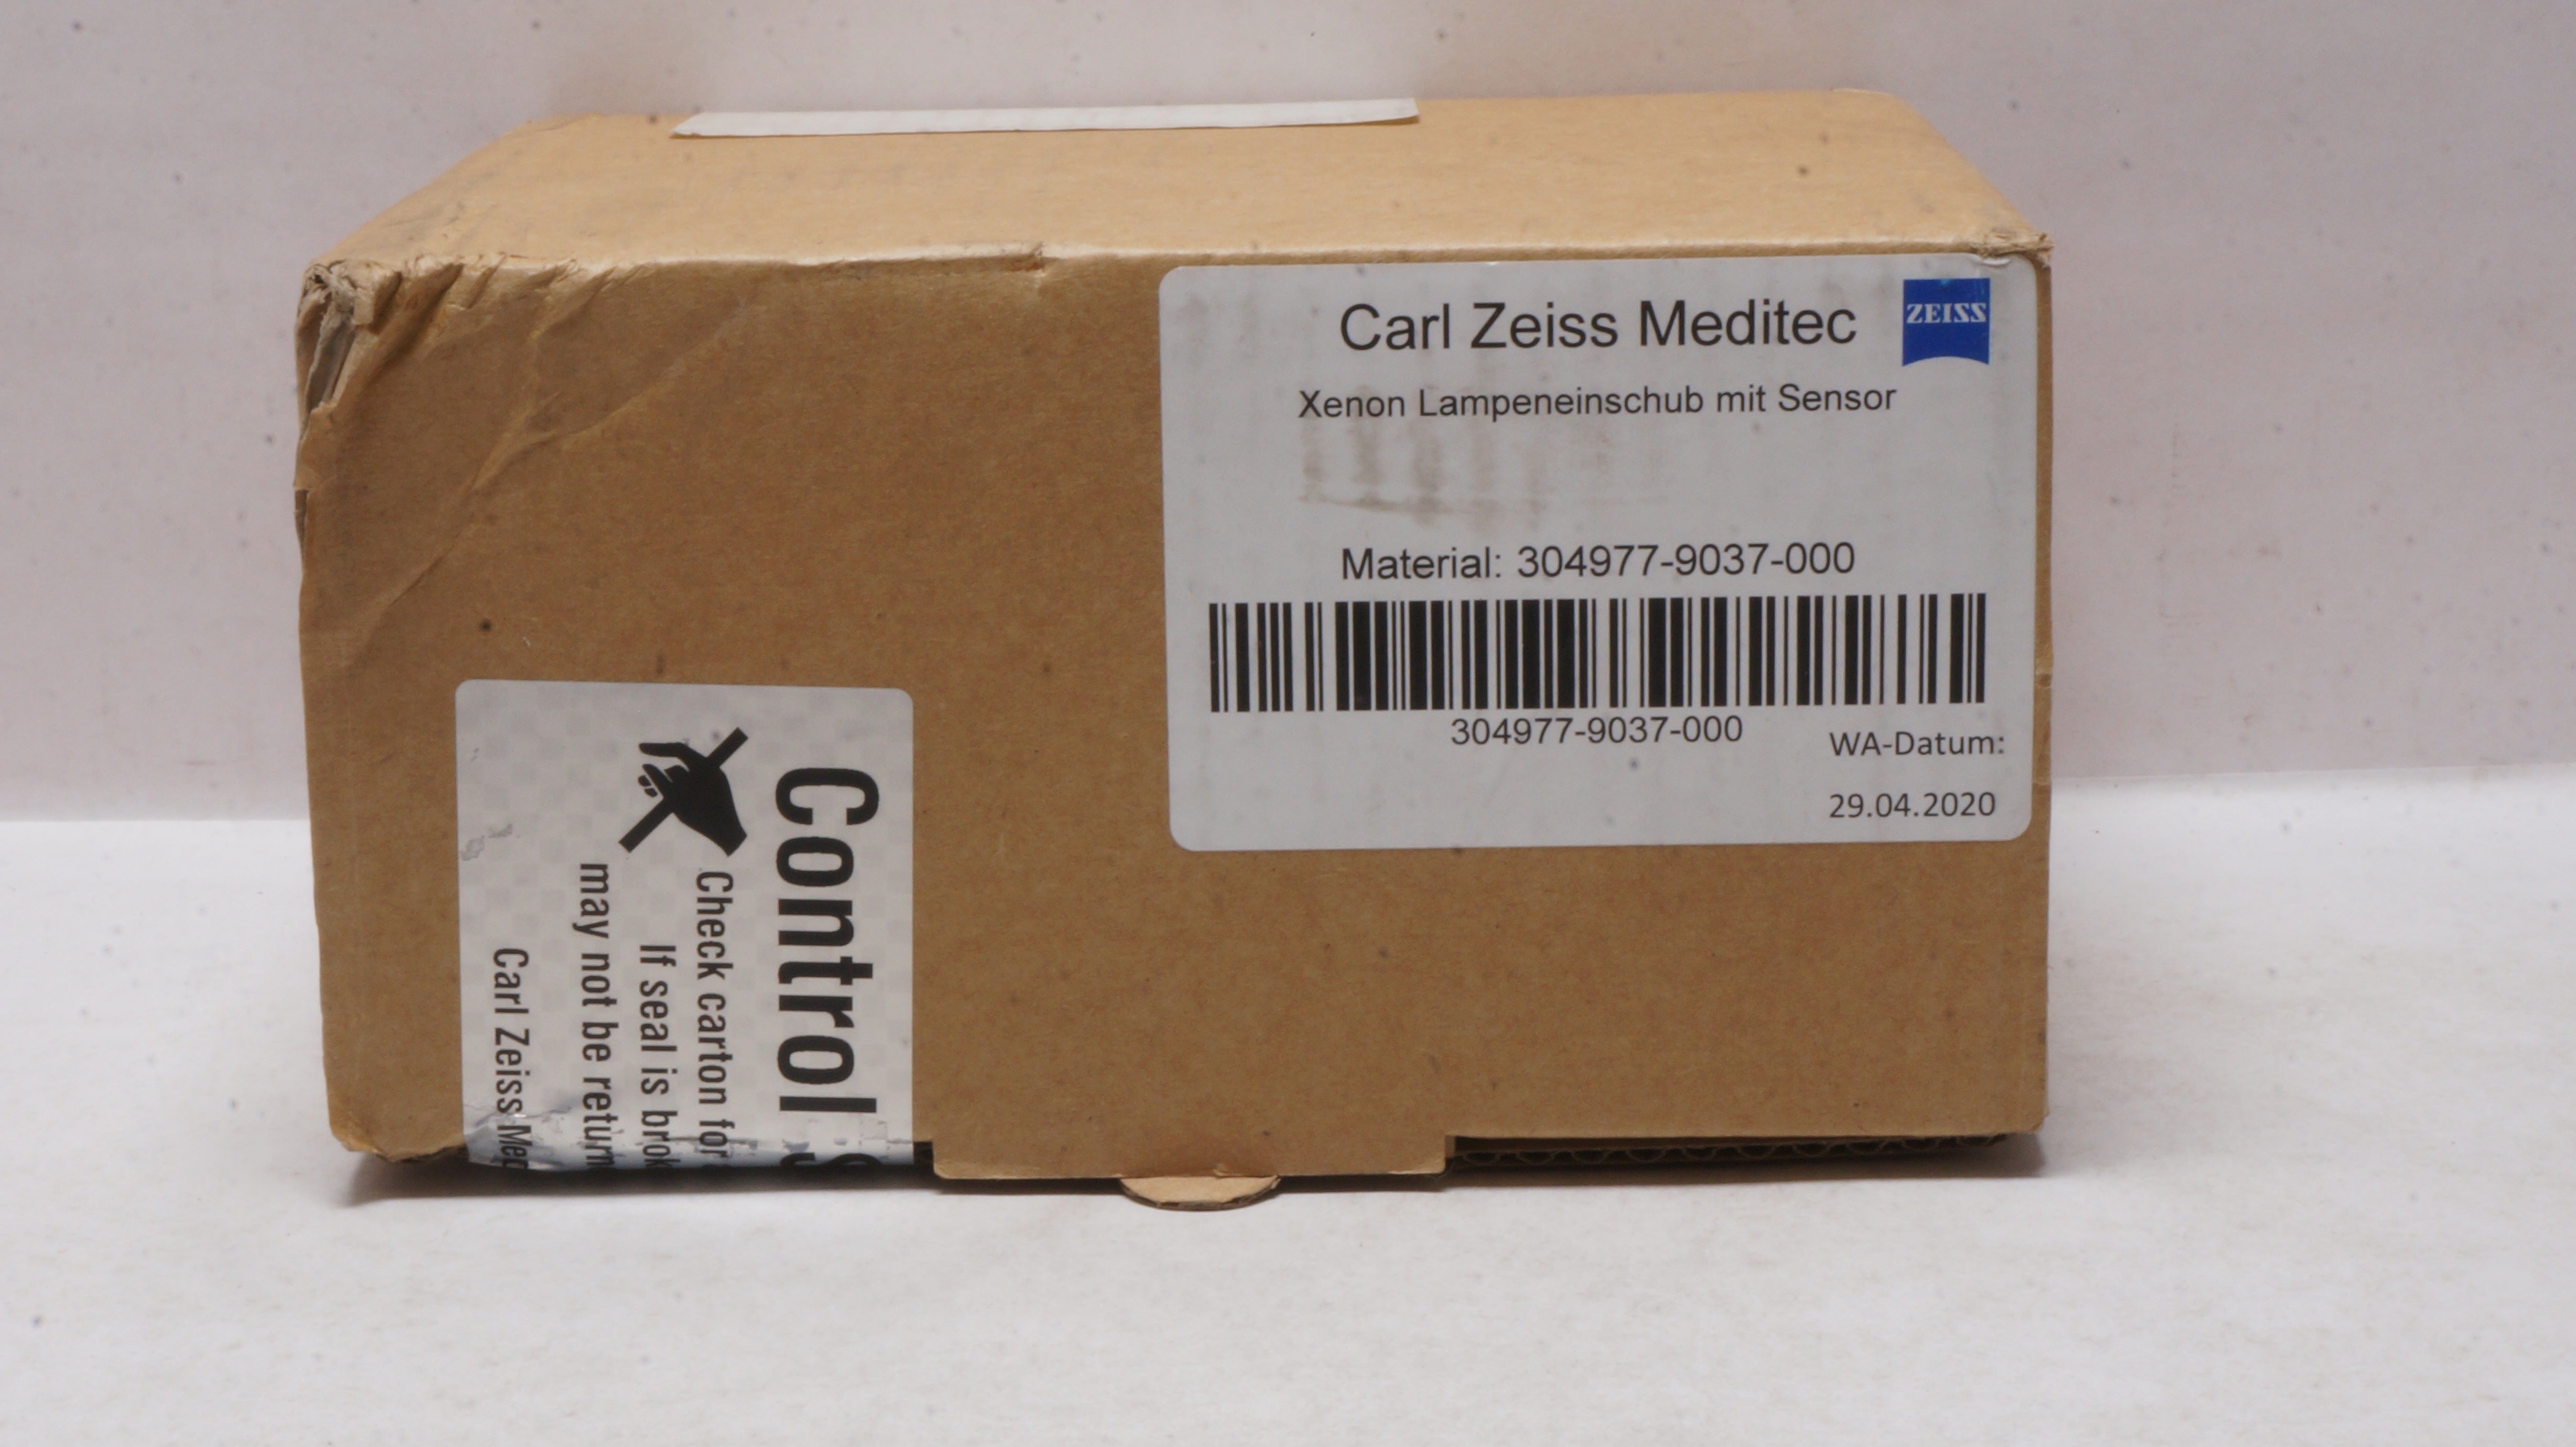 Carl Zeiss Meditec
ZEISS
Xenon Lampeneinschub mit Sensor
Material: 304977-9037-000
304977-9037-000
WA-Datum:
29.04.2020
Control
Check carton for
If seal is brok
may not be return
Carl Zeiss Me